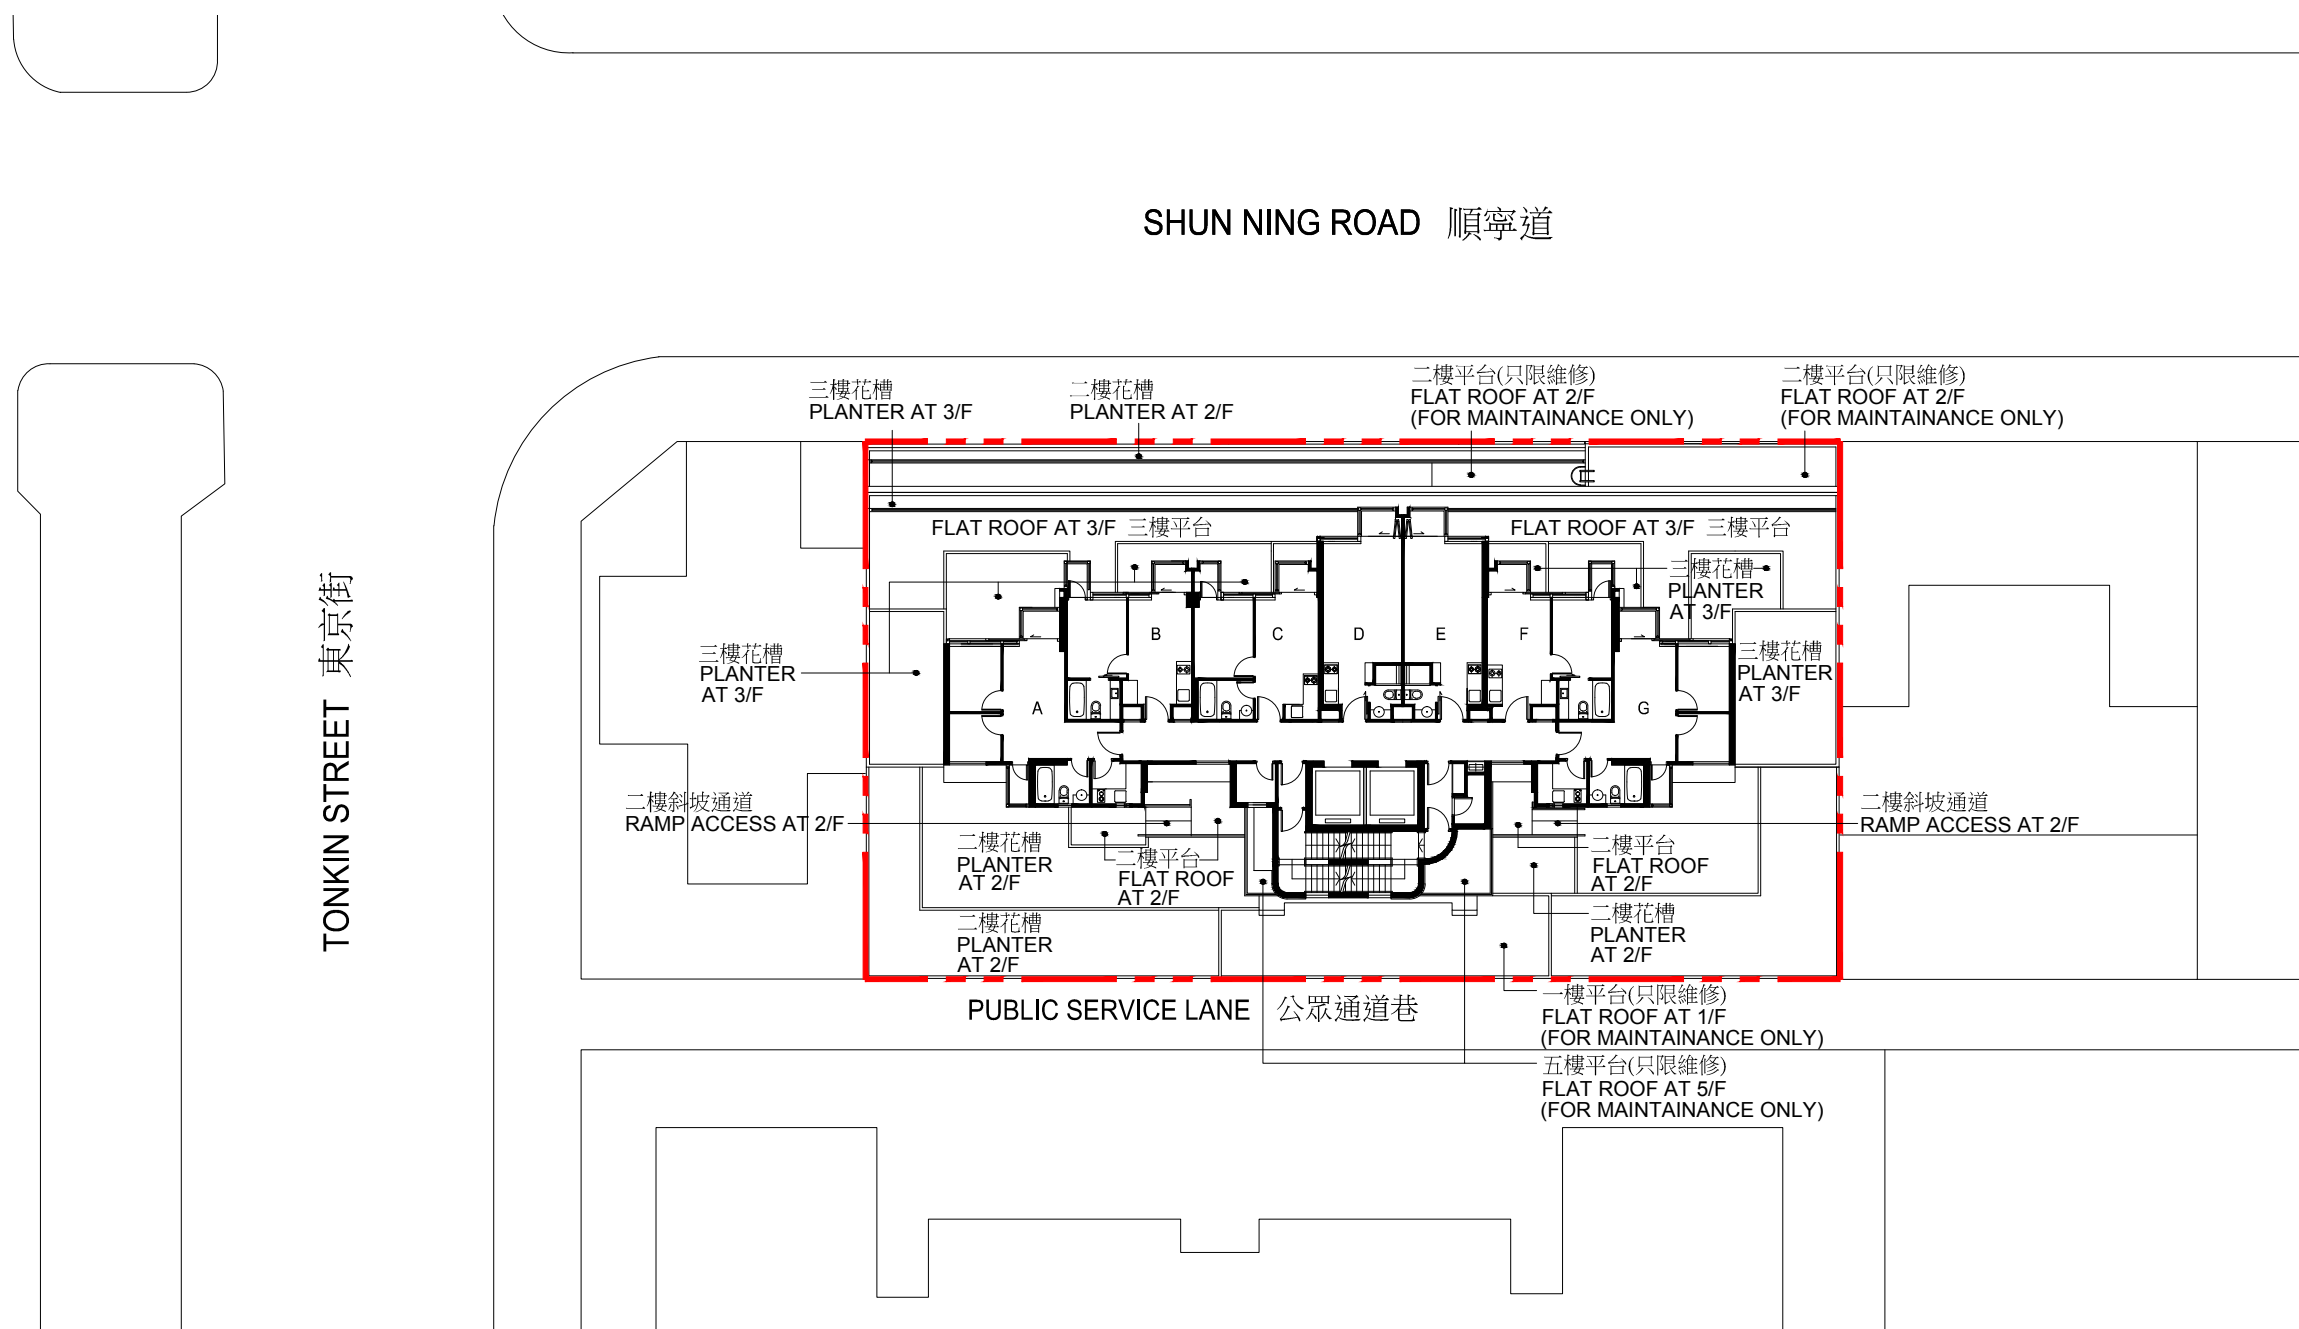 SHUN NING ROAD 順寧道
三樓花槽
PLANTER AT 3/F
二樓花槽
PLANTER AT 2/F
二樓平台(只限維修)
FLAT ROOF AT 2/F
(FOR MAINTAINANCE ONLY)
二樓平台(只限維修)
FLAT ROOF AT 2/F
(FOR MAINTAINANCE ONLY)
FLAT ROOF AT 3/F 三樓平台
FLAT ROOF AT 3/F 三樓平台
三樓花槽
PLANTER
AT 3/F
三樓花槽
PLANTER
AT 3/F
三樓花槽
PLANTER
AT 3/F
A
B
C
D
E
F
G
TONKIN STREET 東京街
二樓斜坡通道
RAMP ACCESS AT 2/F
二樓花槽
PLANTER
AT 2/F
二樓平台
FLAT ROOF
AT 2/F
二樓花槽
PLANTER
AT 2/F
二樓平台
FLAT ROOF
AT 2/F
二樓斜坡通道
RAMP ACCESS AT 2/F
二樓花槽
PLANTER
AT 2/F
PUBLIC SERVICE LANE 公眾通道巷
一樓平台(只限維修)
FLAT ROOF AT 1/F
(FOR MAINTAINANCE ONLY)
五樓平台(只限維修)
FLAT ROOF AT 5/F
(FOR MAINTAINANCE ONLY)